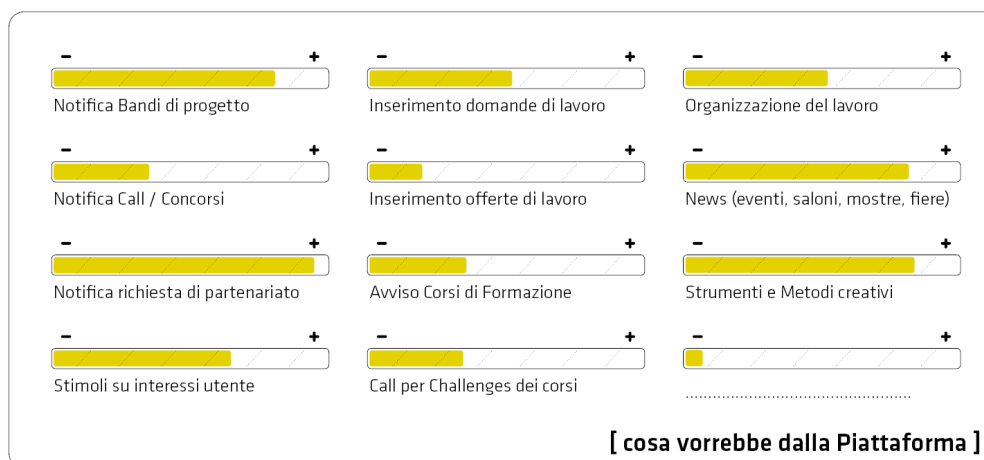 - + - + - +
Notifica Bandi di progetto Inserimento domande di lavoro Organizzazione del lavoro
- + - + - +
Notifica Call / Concorsi Inserimento offerte di lavoro News (eventi, saloni, mostre, fiere)
- + - + - +
Notifica richiesta di partenariato Avviso Corsi di Formazione Strumenti e Metodi creativi
- + - + - +
Stimoli su interessi utente Call per Challenges dei corsi ..................................................
[ cosa vorrebbe dalla Piattaforma ]